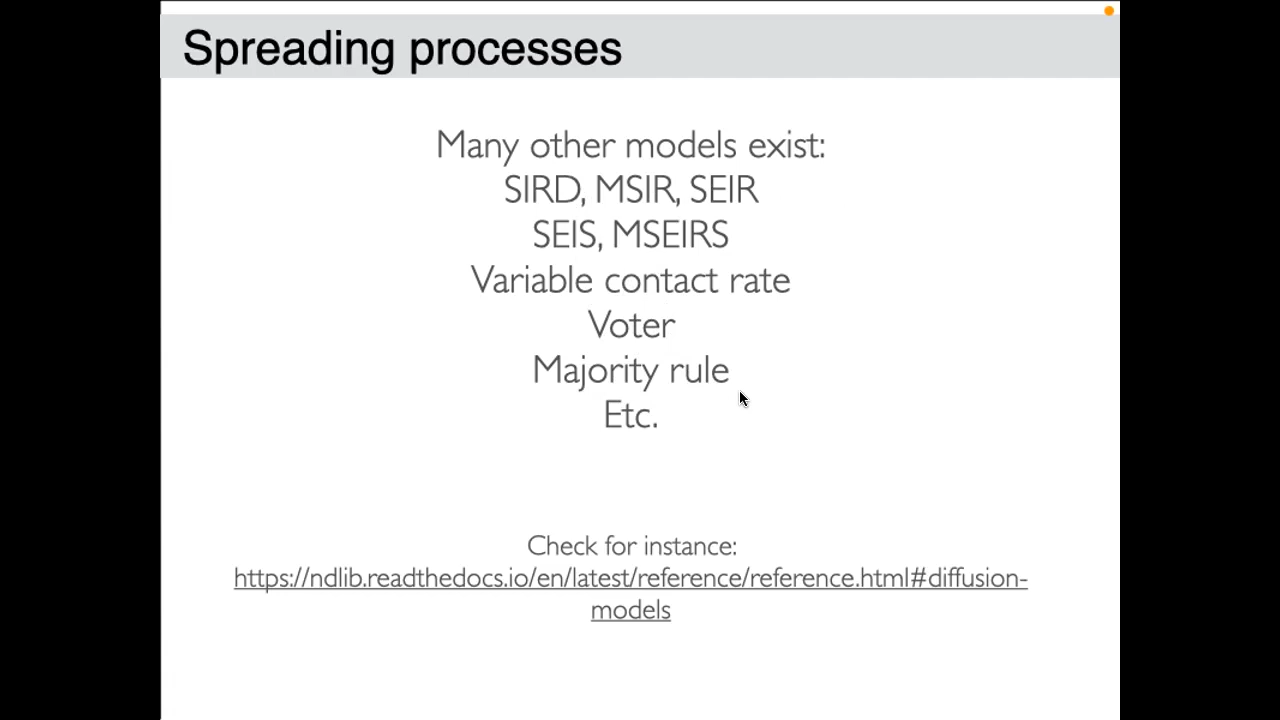 Spreading processes
Many other models exist:
SIRD, MSIR, SEIR
SEIS, MSEIRS
Variable contact rate
Voter
Majority rule
Etc.
Check for instance:
https://ndlib.readthedocs.io/en/latest/reference/reference.html#diffusion-
models